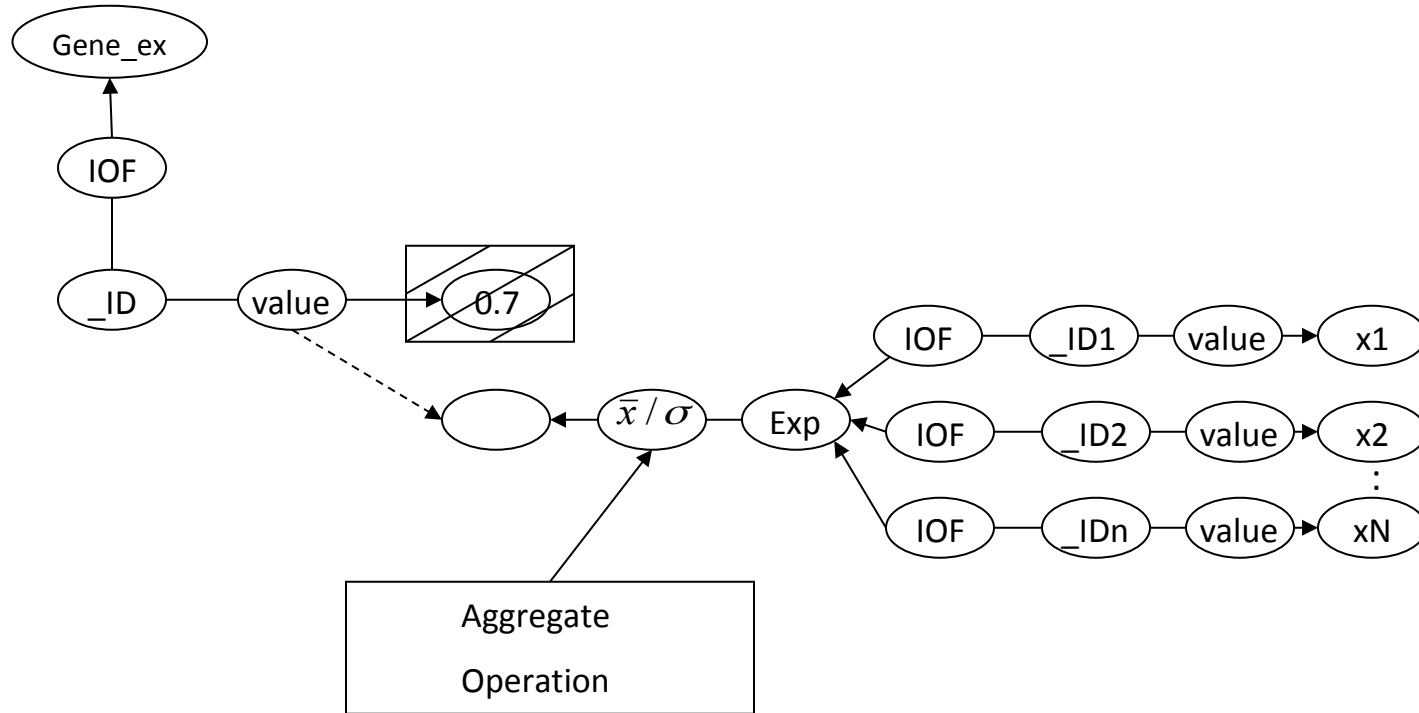 Gene_ex
IOF
_ID value 0.7
IOF _ID1 value x1
x̄ / σ Exp IOF _ID2 value x2
:
IOF _IDn value xN
Aggregate
Operation